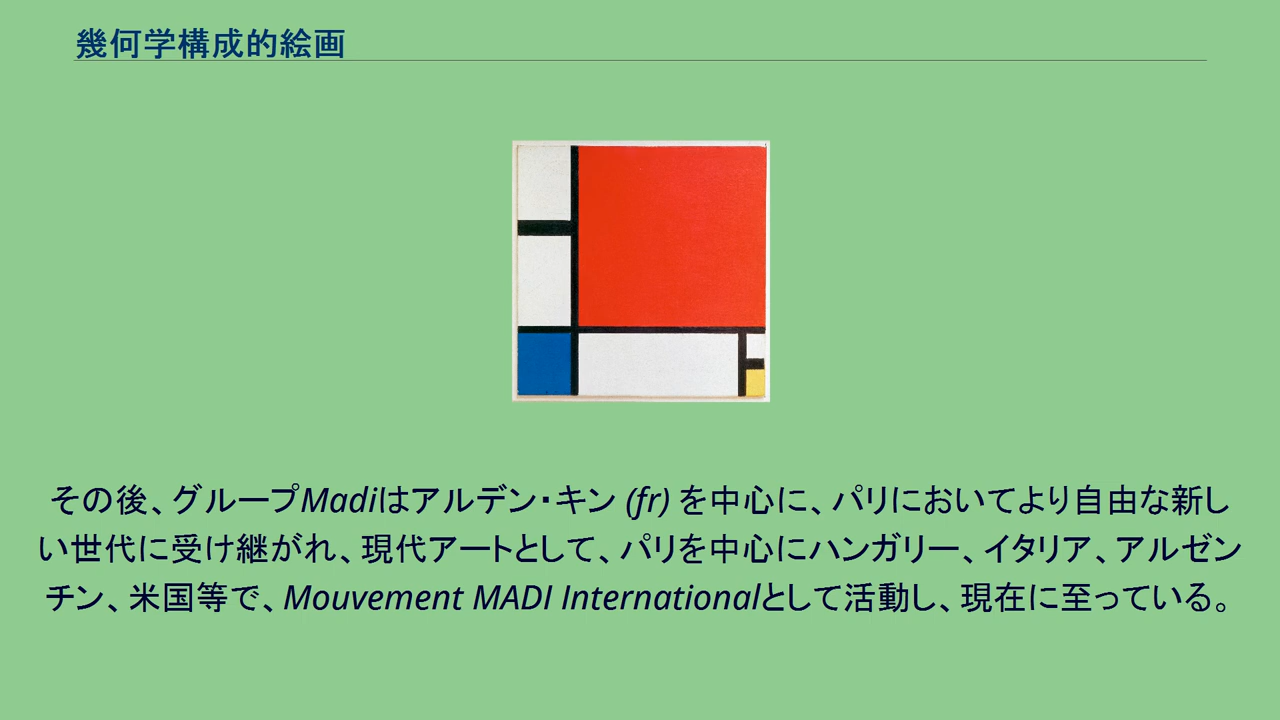 幾何学構成的絵画
その後、グループMadiはアルデン・キン (fr) を中心に、パリにおいてより自由な新し
い世代に受け継がれ、現代アートとして、パリを中心にハンガリー、イタリア、アルゼン
チン、米国等で、Mouvement MADI Internationalとして活動し、現在に至っている。